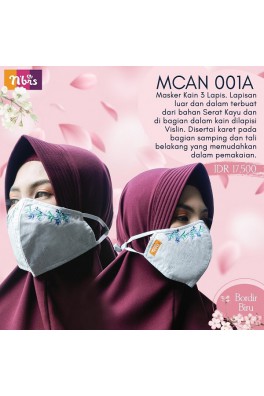 Nbrs
MCAN 001A
Masker Kain 3 Lapis. Lapisan
luar dan dalam terbuat
dari bahan Serat Kayu dan
di bagian dalam kain dilapisi
Vislin. Disertai karet pada
bagian samping dan tali
belakang yang memudahkan
dalam pemakaian.
IDR 17.500
Bordir
Biru